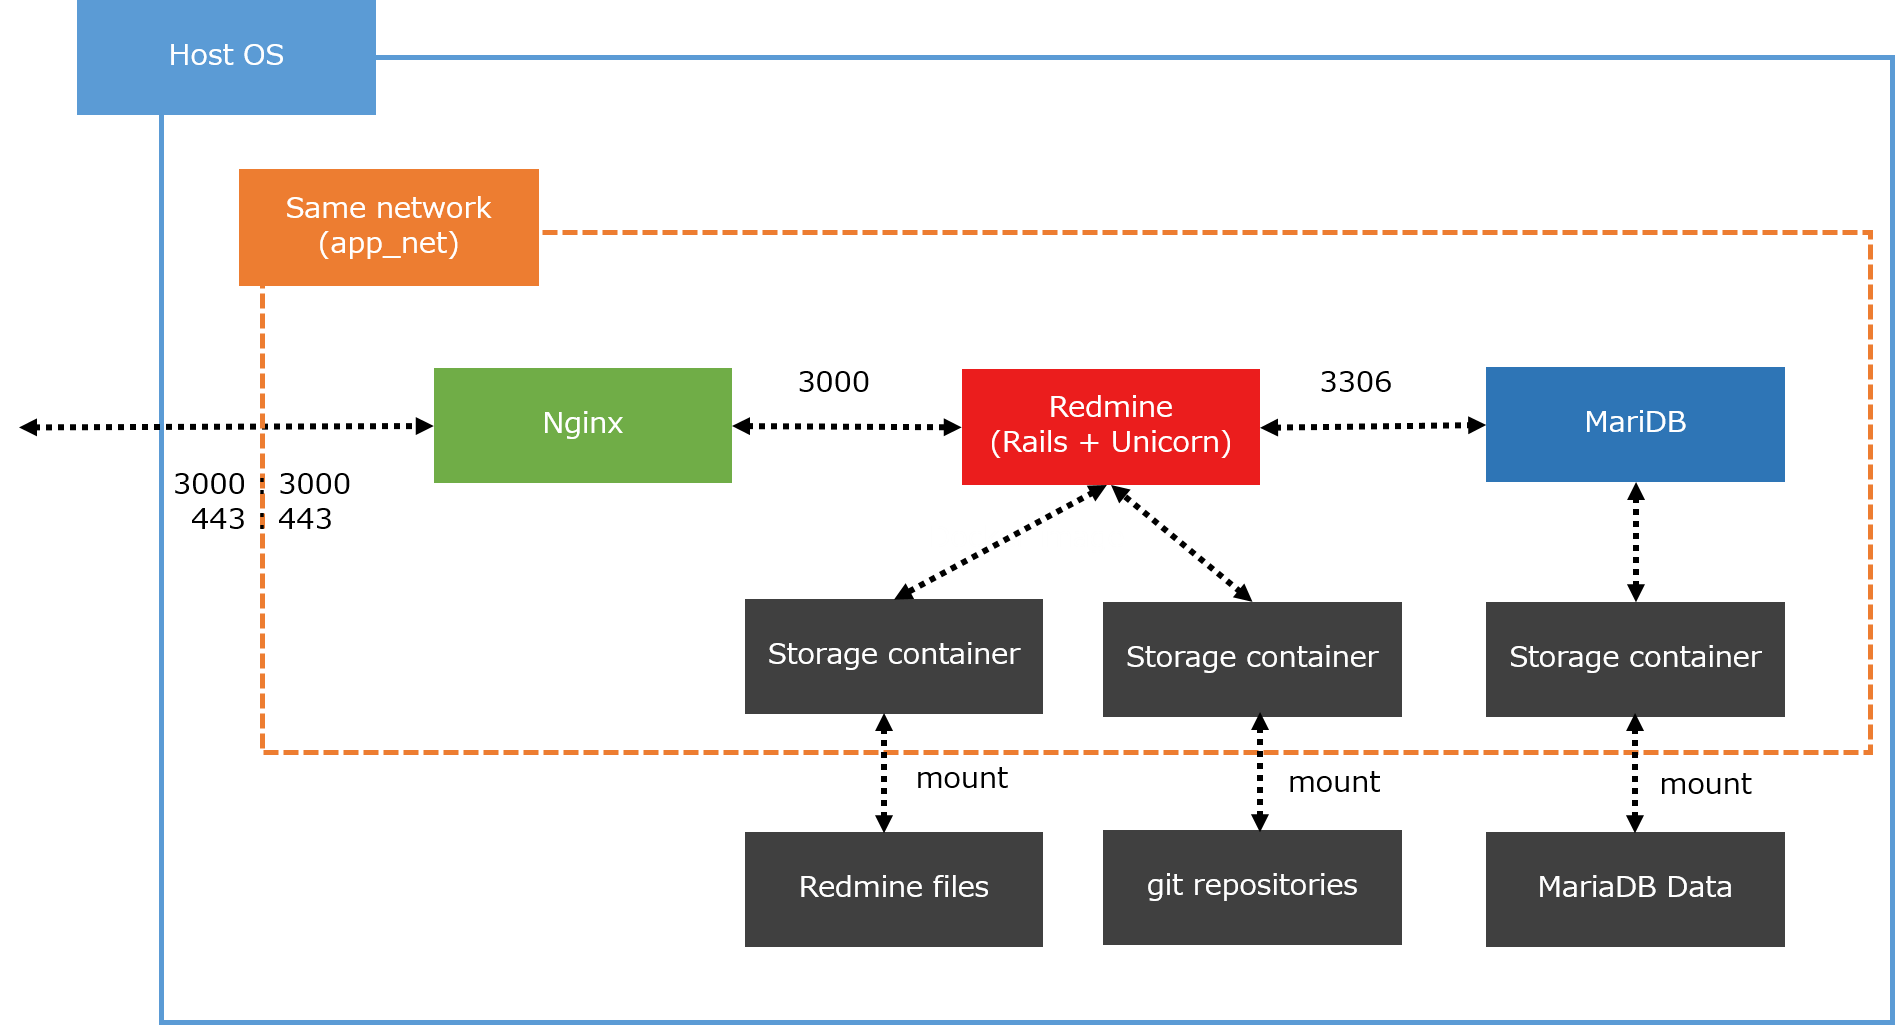 Host OS
Same network
(app_net)
3000
3306
Nginx
Redmine
(Rails + Unicorn)
MariDB
3000 : 3000
443 : 443
Storage container
Storage container
Storage container
mount
mount
mount
Redmine files
git repositories
MariaDB Data